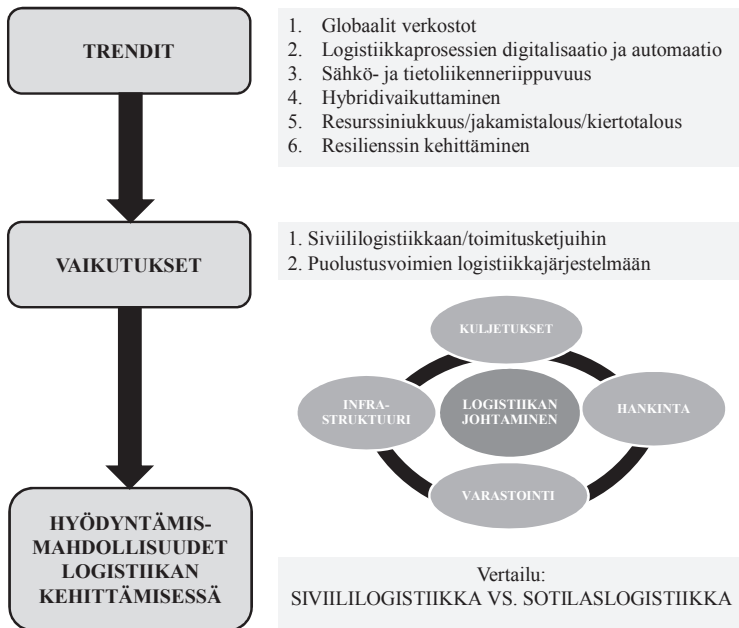 TRENDIT
1. Globaalit verkostot
2. Logistiikkaprosessien digitalisaatio ja automaatio
3. Sähkö- ja tietoliikenneriippuvuus
4. Hybridivaikuttaminen
5. Resurssiniukkuus/jakamistalous/kiertotalous
6. Resilienssin kehittäminen
VAIKUTUKSET
1. Siviililogistiikkaan/toimitusketjuihin
2. Puolustusvoimien logistiikkajärjestelmään
KULJETUKSET
INFRA-
STRUKTUURI
LOGISTIIKAN
JOHTAMINEN
HANKINTA
VARASTOINTI
HYÖDYNTÄMIS-
MAHDOLLISUUDET
LOGISTIIKAN
KEHITTÄMISESSÄ
Vertailu:
SIVIILILOGISTIIKKA VS. SOTILASLOGISTIIKKA